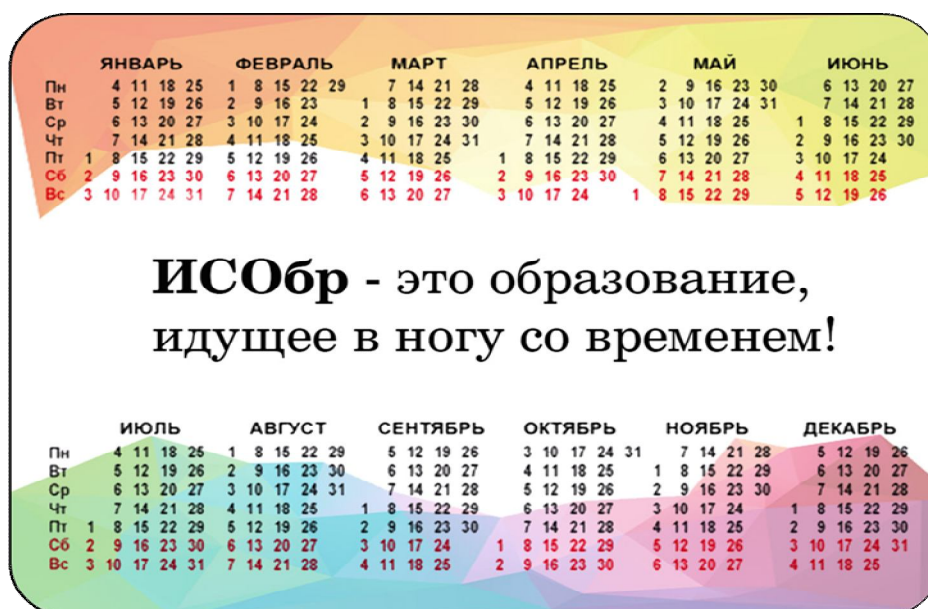 ЯНВАРЬ ФЕВРАЛЬ МАРТ АПРЕЛЬ МАЙ ИЮНЬ
Пн 4 11 18 25 1 8 15 22 29 7 14 21 28 4 11 18 25 2 9 16 23 30 6 13 20 27
Вт 5 12 19 26 2 9 16 23 1 8 15 22 29 5 12 19 26 3 10 17 24 31 7 14 21 28
Ср 6 13 20 27 3 10 17 24 2 9 16 23 30 6 13 20 27 4 11 18 25 1 8 15 22 29
Чт 7 14 21 28 4 11 18 25 3 10 17 24 31 7 14 21 28 5 12 19 26 2 9 16 23 30
Пт 1 8 15 22 29 5 12 19 26 4 11 18 25 1 8 15 22 29 6 13 20 27 3 10 17 24
Сб 2 9 16 23 30 6 13 20 27 5 12 19 26 2 9 16 23 30 7 14 21 28 4 11 18 25
Вс 3 10 17 24 31 7 14 21 28 6 13 20 27 3 10 17 24 1 8 15 22 29 5 12 19 26
ИСОбр - это образование,
идущее в ногу со временем!
ИЮЛЬ АВГУСТ СЕНТЯБРЬ ОКТЯБРЬ НОЯБРЬ ДЕКАБРЬ
Пн 4 11 18 25 1 8 15 22 29 5 12 19 26 3 10 17 24 31 7 14 21 28 5 12 19 26
Вт 5 12 19 26 2 9 16 23 30 6 13 20 27 4 11 18 25 1 8 15 22 29 6 13 20 27
Ср 6 13 20 27 3 10 17 24 31 7 14 21 28 5 12 19 26 2 9 16 23 30 7 14 21 28
Чт 7 14 21 28 4 11 18 25 1 8 15 22 29 6 13 20 27 3 10 17 24 1 8 15 22 29
Пт 1 8 15 22 29 5 12 19 26 2 9 16 23 30 7 14 21 28 4 11 18 25 2 9 16 23 30
Сб 2 9 16 23 30 6 13 20 27 3 10 17 24 1 8 15 22 29 5 12 19 26 3 10 17 24 31
Вс 3 10 17 24 31 7 14 21 28 4 11 18 25 2 9 16 23 30 6 13 20 27 4 11 18 25